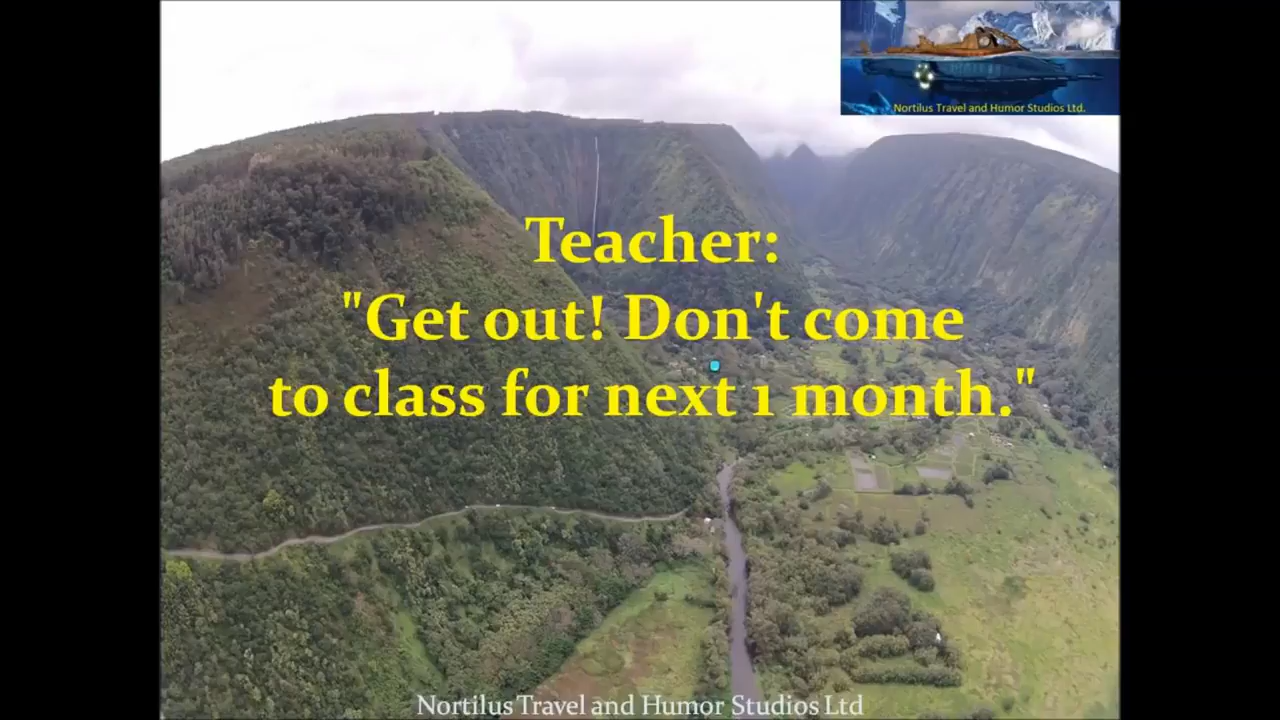 Nortilus Travel and Humor Studios Ltd.
Teacher:
"Get out! Don't come
to class for next 1 month."
Nortilus Travel and Humor Studios Ltd